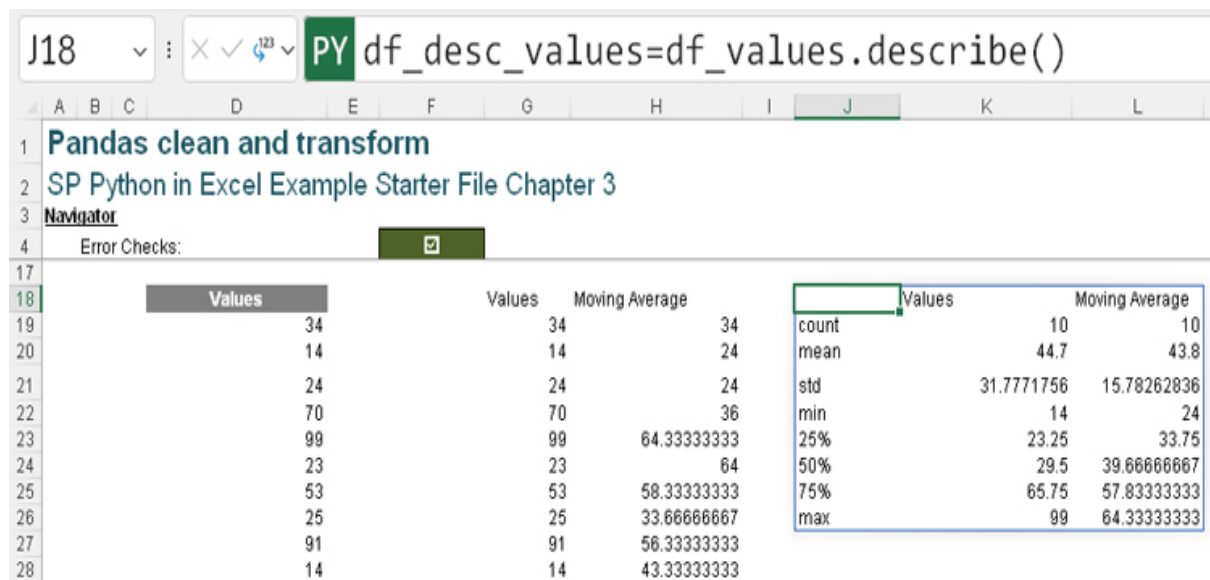 J18 123 PY df_desc_values=df_values.describe()
A B C D E F G H I J K L
1 Pandas clean and transform
2 SP Python in Excel Example Starter File Chapter 3
3 Navigator
4 Error Checks:
17
18 Values Values Moving Average Values Moving Average
19 34 34 34 count 10 10
20 14 14 24 mean 44.7 43.8
21 24 24 24 std 31.7771756 15.78262836
22 70 70 36 min 14 24
23 99 99 64.33333333 25% 23.25 33.75
24 23 23 64 50% 29.5 39.66666667
25 53 53 58.33333333 75% 65.75 57.83333333
26 25 25 33.66666667 max 99 64.33333333
27 91 91 56.33333333
28 14 14 43.33333333